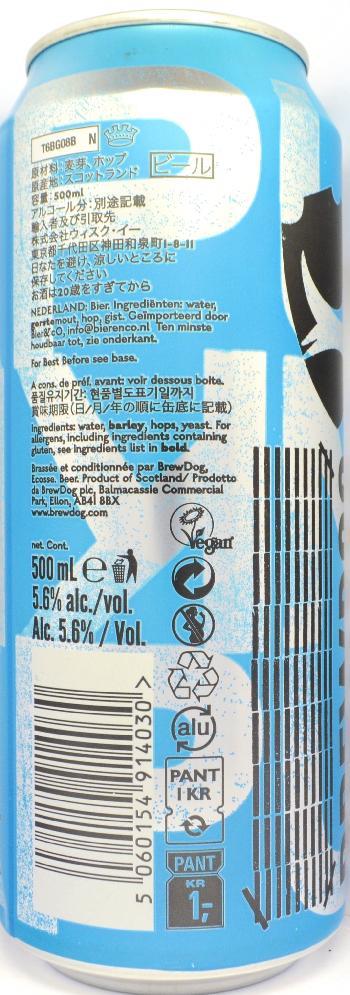 T6BG08B N
ビール
原材料:麦芽、ホップ
原産地:スコットランド
容量:500ml
アルコール分:別途記載
輸入者及び引取先
株式会社ウィスク・イー
東京都千代田区神田和泉町1-8-11
日なたを避け、涼しいところに
保存してください
お酒は20歳をすぎてから
NEDERLAND: Bier. Ingrediënten: water,
gerstemout, hop, gist. Geïmporteerd door
Bier&cO, info@bierenco.nl Ten minste
houdbaar tot, zie onderkant.
For Best Before see base.
A cons. de préf. avant: voir dessous boîte.
품질유지기간: 현품별도표기일까지
賞味期限(日/月/年の順に缶底に記載)
Ingredients: water, barley, hops, yeast. For
allergens, including ingredients containing
gluten, see ingredients list in bold.
Brassée et conditionnée par BrewDog,
Ecosse. Beer. Product of Scotland/ Prodotto
da BrewDog plc, Balmacassie Commercial
Park, Ellon, AB41 8BX
www.brewdog.com
Vegan
net. Cont.
500 mL e
5.6% alc./vol.
Alc. 5.6% / Vol.
alu
PANT
1 KR
PANT
KR
1,-
5 060154 914030 >